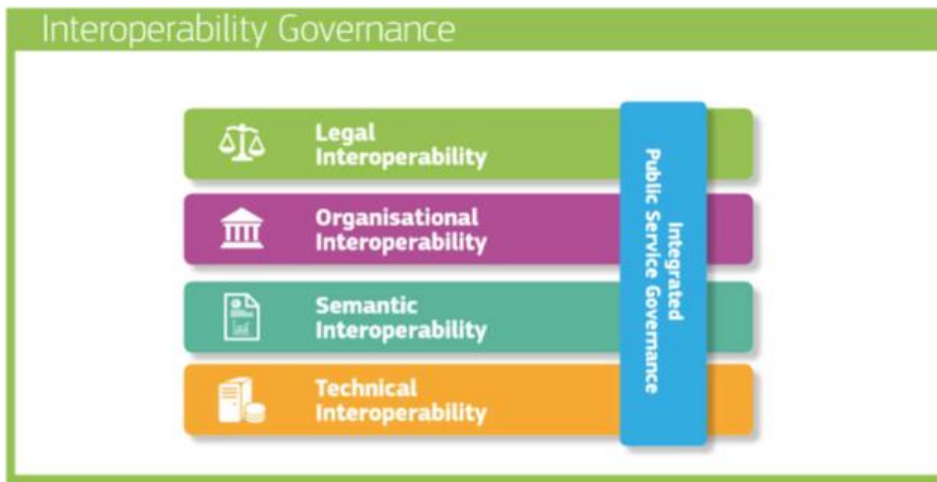 Interoperability Governance
Legal
Interoperability
Organisational
Interoperability
Semantic
Interoperability
Technical
Interoperability
Integrated
Public Service Governance